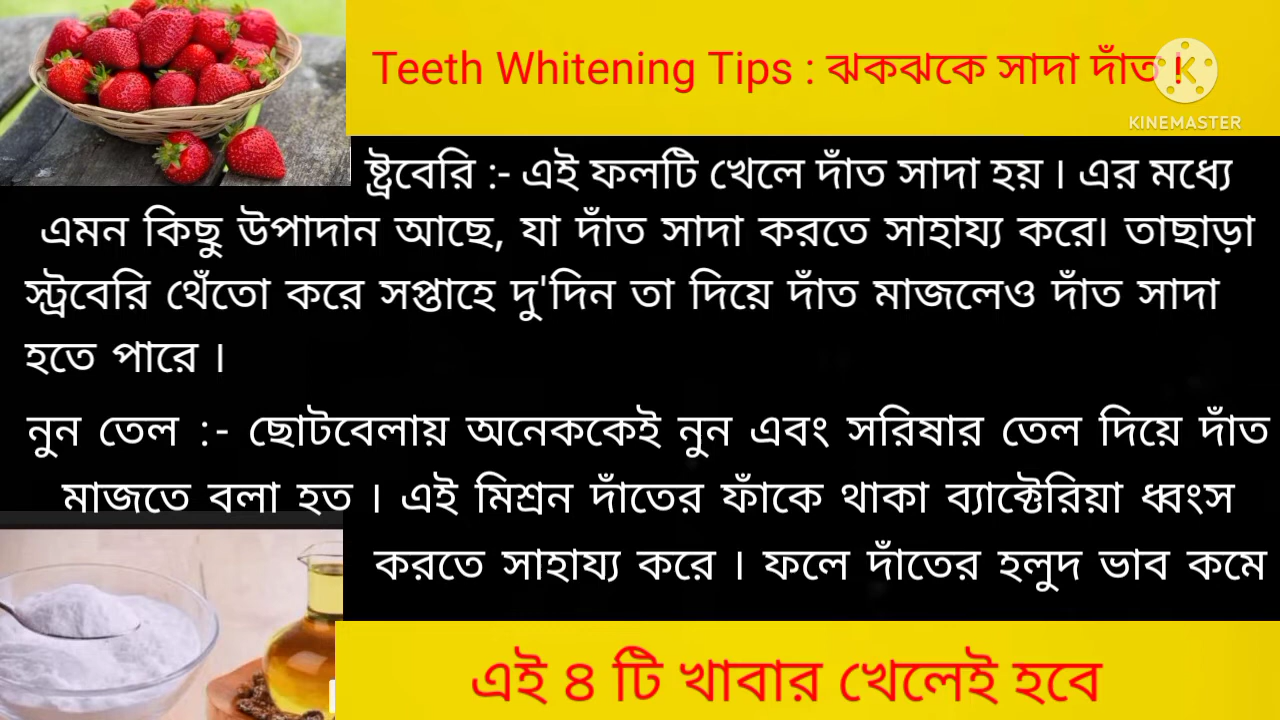 Teeth Whitening Tips : ঝকঝকে সাদা দাঁত !
KINEMASTER
ষ্ট্রবেরি :- এই ফলটি খেলে দাঁত সাদা হয় । এর মধ্যে
এমন কিছু উপাদান আছে, যা দাঁত সাদা করতে সাহায্য করে। তাছাড়া
স্ট্রবেরি থেঁতো করে সপ্তাহে দু'দিন তা দিয়ে দাঁত মাজলেও দাঁত সাদা
হতে পারে ।
নুন তেল :- ছোটবেলায় অনেককেই নুন এবং সরিষার তেল দিয়ে দাঁত
মাজতে বলা হত । এই মিশ্রন দাঁতের ফাঁকে থাকা ব্যাক্টেরিয়া ধ্বংস
করতে সাহায্য করে । ফলে দাঁতের হলুদ ভাব কমে
এই ৪ টি খাবার খেলেই হবে